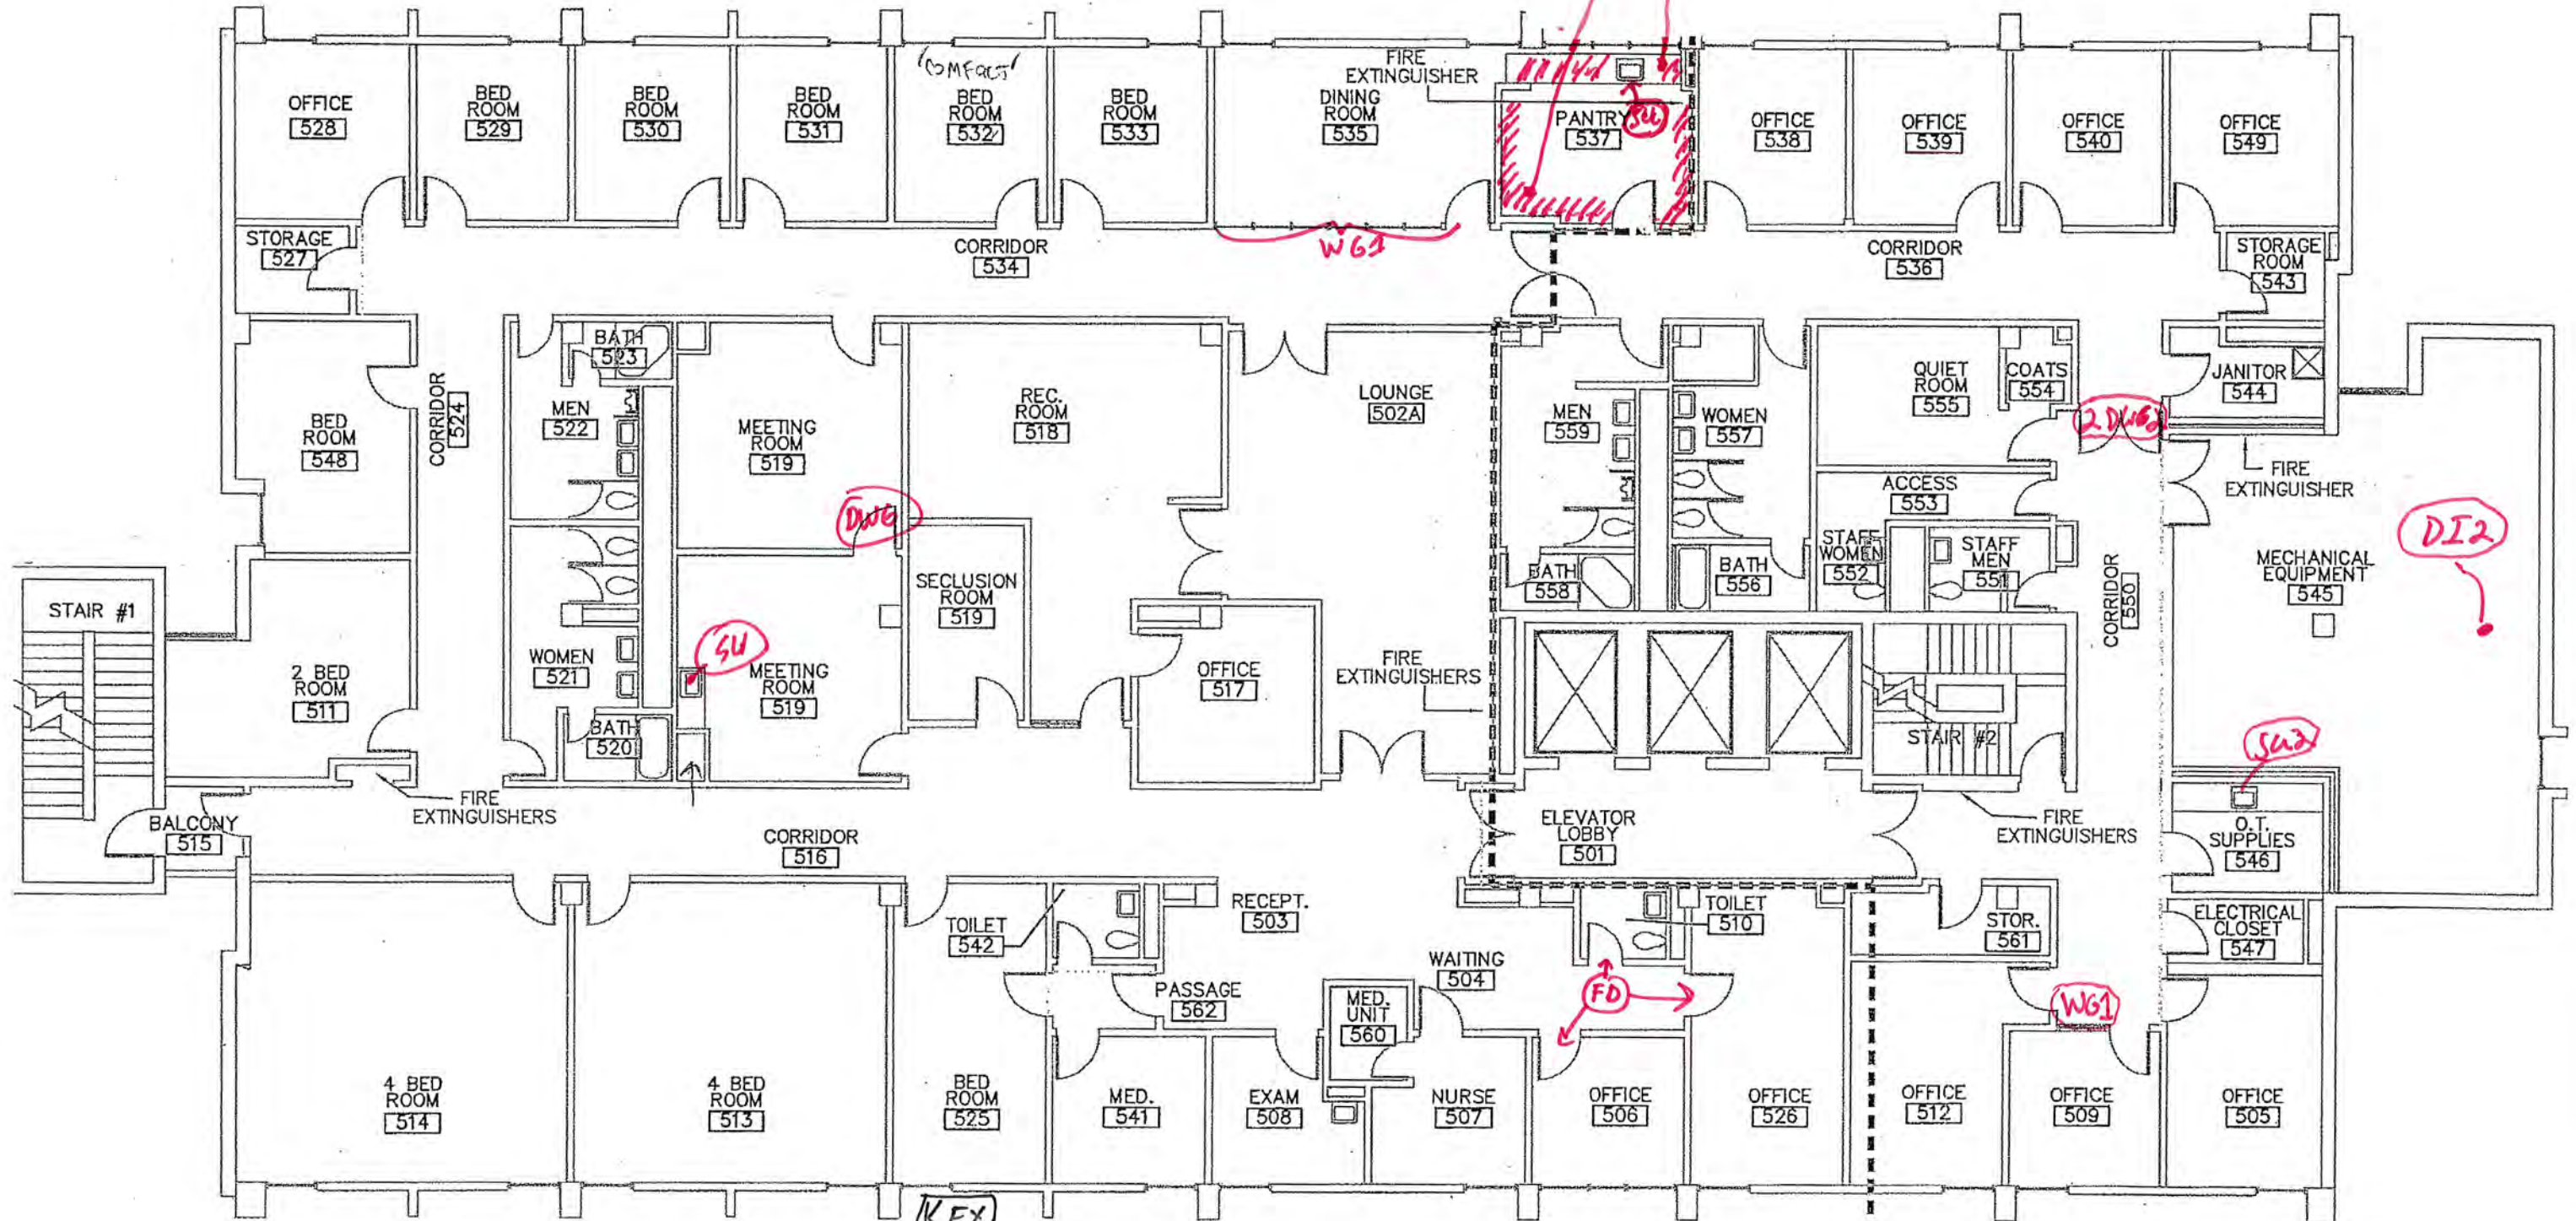 'COMFORT'
OFFICE
528
BED
ROOM
529
BED
ROOM
530
BED
ROOM
531
BED
ROOM
532
BED
ROOM
533
FIRE
EXTINGUISHER
DINING
ROOM
535
PANTRY
537
SU
OFFICE
538
OFFICE
539
OFFICE
540
OFFICE
549
STORAGE
527
CORRIDOR
534
WG1
CORRIDOR
536
STORAGE
ROOM
543
BED
ROOM
548
CORRIDOR
524
BATH
523
MEN
522
MEETING
ROOM
519
DWG
REC.
ROOM
518
LOUNGE
502A
MEN
559
WOMEN
557
QUIET
ROOM
555
COATS
554
2 DWG2
JANITOR
544
FIRE
EXTINGUISHER
ACCESS
553
DI2
STAIR #1
2 BED
ROOM
511
WOMEN
521
BATH
520
SU
MEETING
ROOM
519
SECLUSION
ROOM
519
OFFICE
517
FIRE
EXTINGUISHERS
BATH
558
BATH
556
STAFF
WOMEN
552
STAFF
MEN
551
CORRIDOR
550
MECHANICAL
EQUIPMENT
545
STAIR #2
SU2
BALCONY
515
FIRE
EXTINGUISHERS
CORRIDOR
516
ELEVATOR
LOBBY
501
FIRE
EXTINGUISHERS
O.T.
SUPPLIES
546
TOILET
542
RECEPT.
503
TOILET
510
STOR.
561
ELECTRICAL
CLOSET
547
WAITING
504
PASSAGE
562
MED.
UNIT
560
FD
WG1
4 BED
ROOM
514
4 BED
ROOM
513
BED
ROOM
525
MED.
541
EXAM
508
NURSE
507
OFFICE
506
OFFICE
526
OFFICE
512
OFFICE
509
OFFICE
505